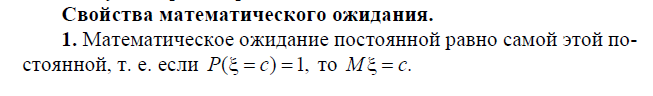 Свойства математического ожидания.
1. Математическое ожидание постоянной равно самой этой по-
стоянной, т. е. если P(ξ = c) = 1, то Mξ = c.